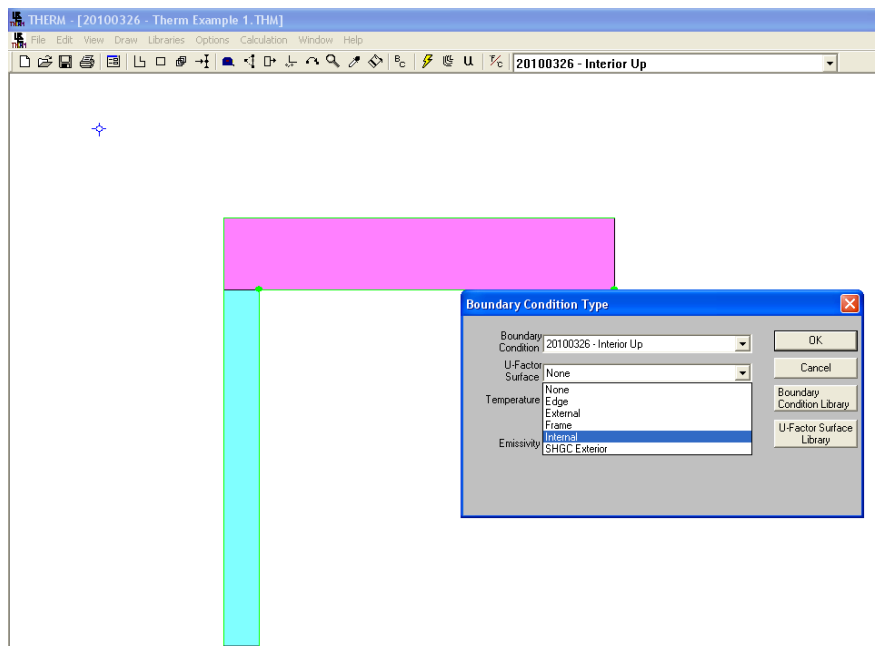 THERM - [20100326 - Therm Example 1.THM]
File Edit View Draw Libraries Options Calculation Window Help
BC U T/C 20100326 - Interior Up
Boundary Condition Type
Boundary Condition 20100326 - Interior Up
OK
U-Factor Surface None
Cancel
None
Temperature Edge
Boundary Condition Library
External
Frame
Emissivity Internal
U-Factor Surface Library
SHGC Exterior